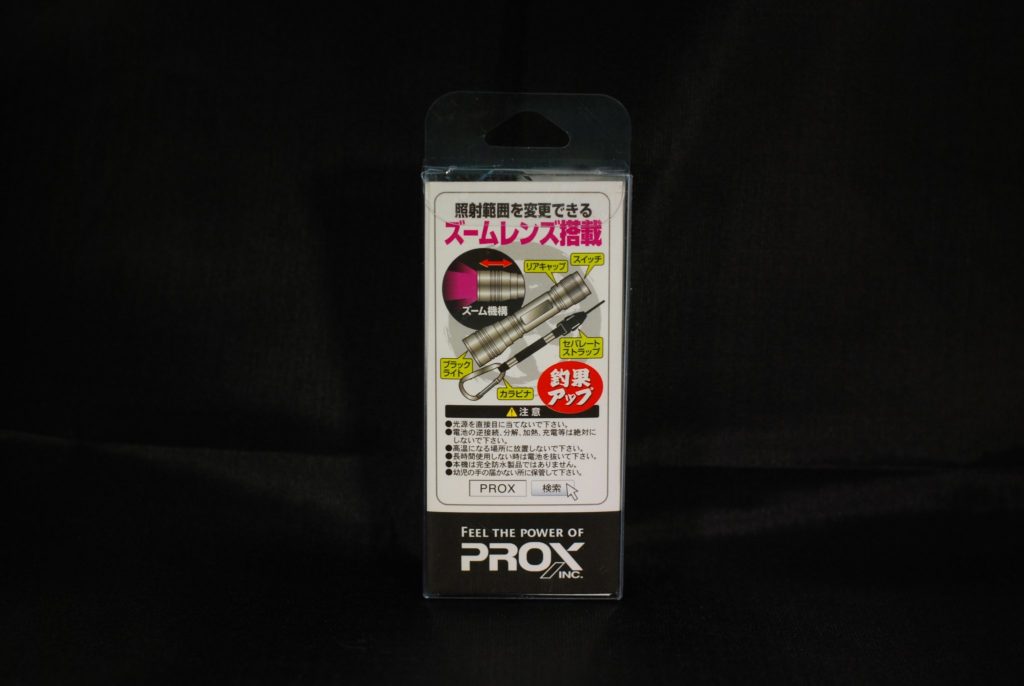 照射範囲を変更できる
ズームレンズ搭載
リアキャップ
スイッチ
ズーム機構
セパレート
ストラップ
ブラック
ライト
カラビナ
釣果
アップ
注意
●光源を直接目に当てないで下さい。
●電池の逆接続、分解、加熱、充電等は絶対に
しないで下さい。
●高温になる場所に放置しないで下さい。
●長時間使用しない時は電池を抜いて下さい。
●本機は完全防水製品ではありません。
●幼児の手の届かない所に保管して下さい。
PROX 検索
FEEL THE POWER OF
PROX
INC.